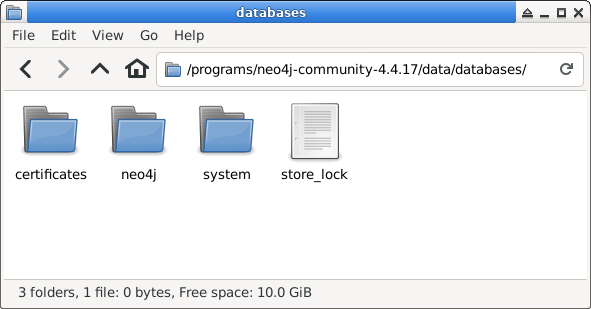 databases
File Edit View Go Help
/programs/neo4j-community-4.4.17/data/databases/
certificates neo4j system store_lock
3 folders, 1 file: 0 bytes, Free space: 10.0 GiB